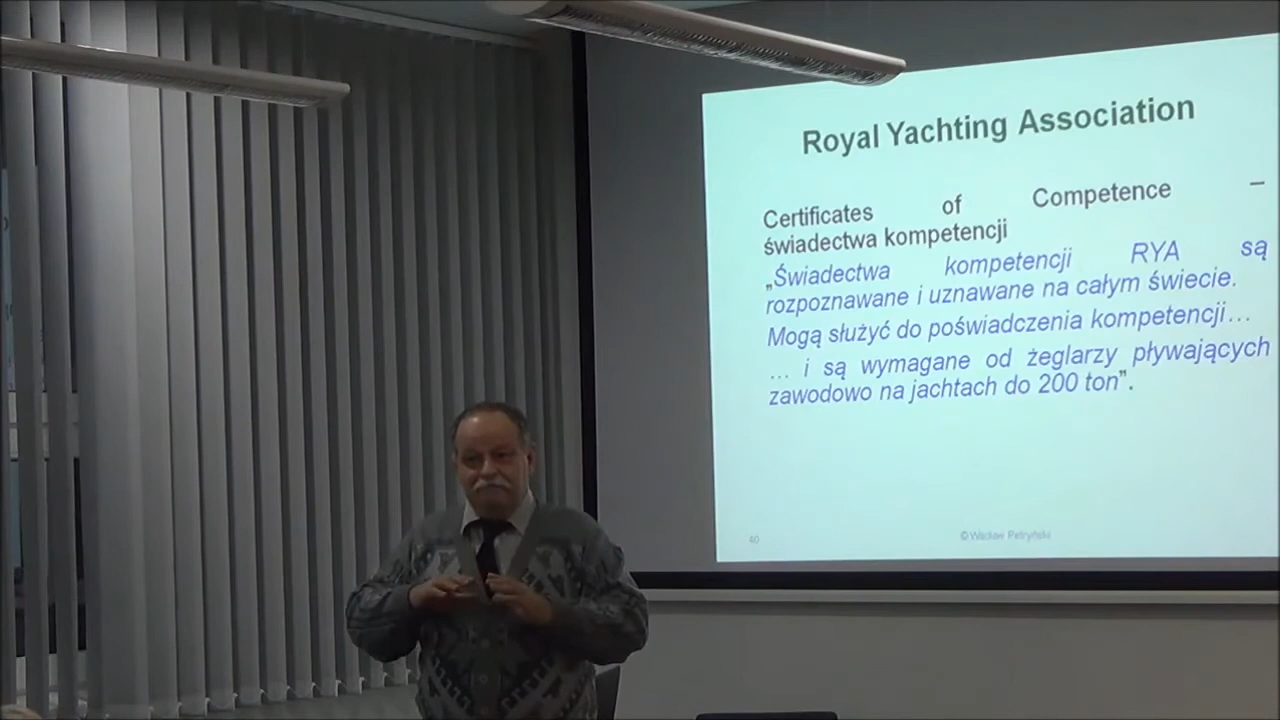 Royal Yachting Association
Certificates of Competence –
świadectwa kompetencji
„Świadectwa kompetencji RYA są
rozpoznawane i uznawane na całym świecie.
Mogą służyć do poświadczenia kompetencji…
… i są wymagane od żeglarzy pływających
zawodowo na jachtach do 200 ton”.
40
© Wacław Petryński